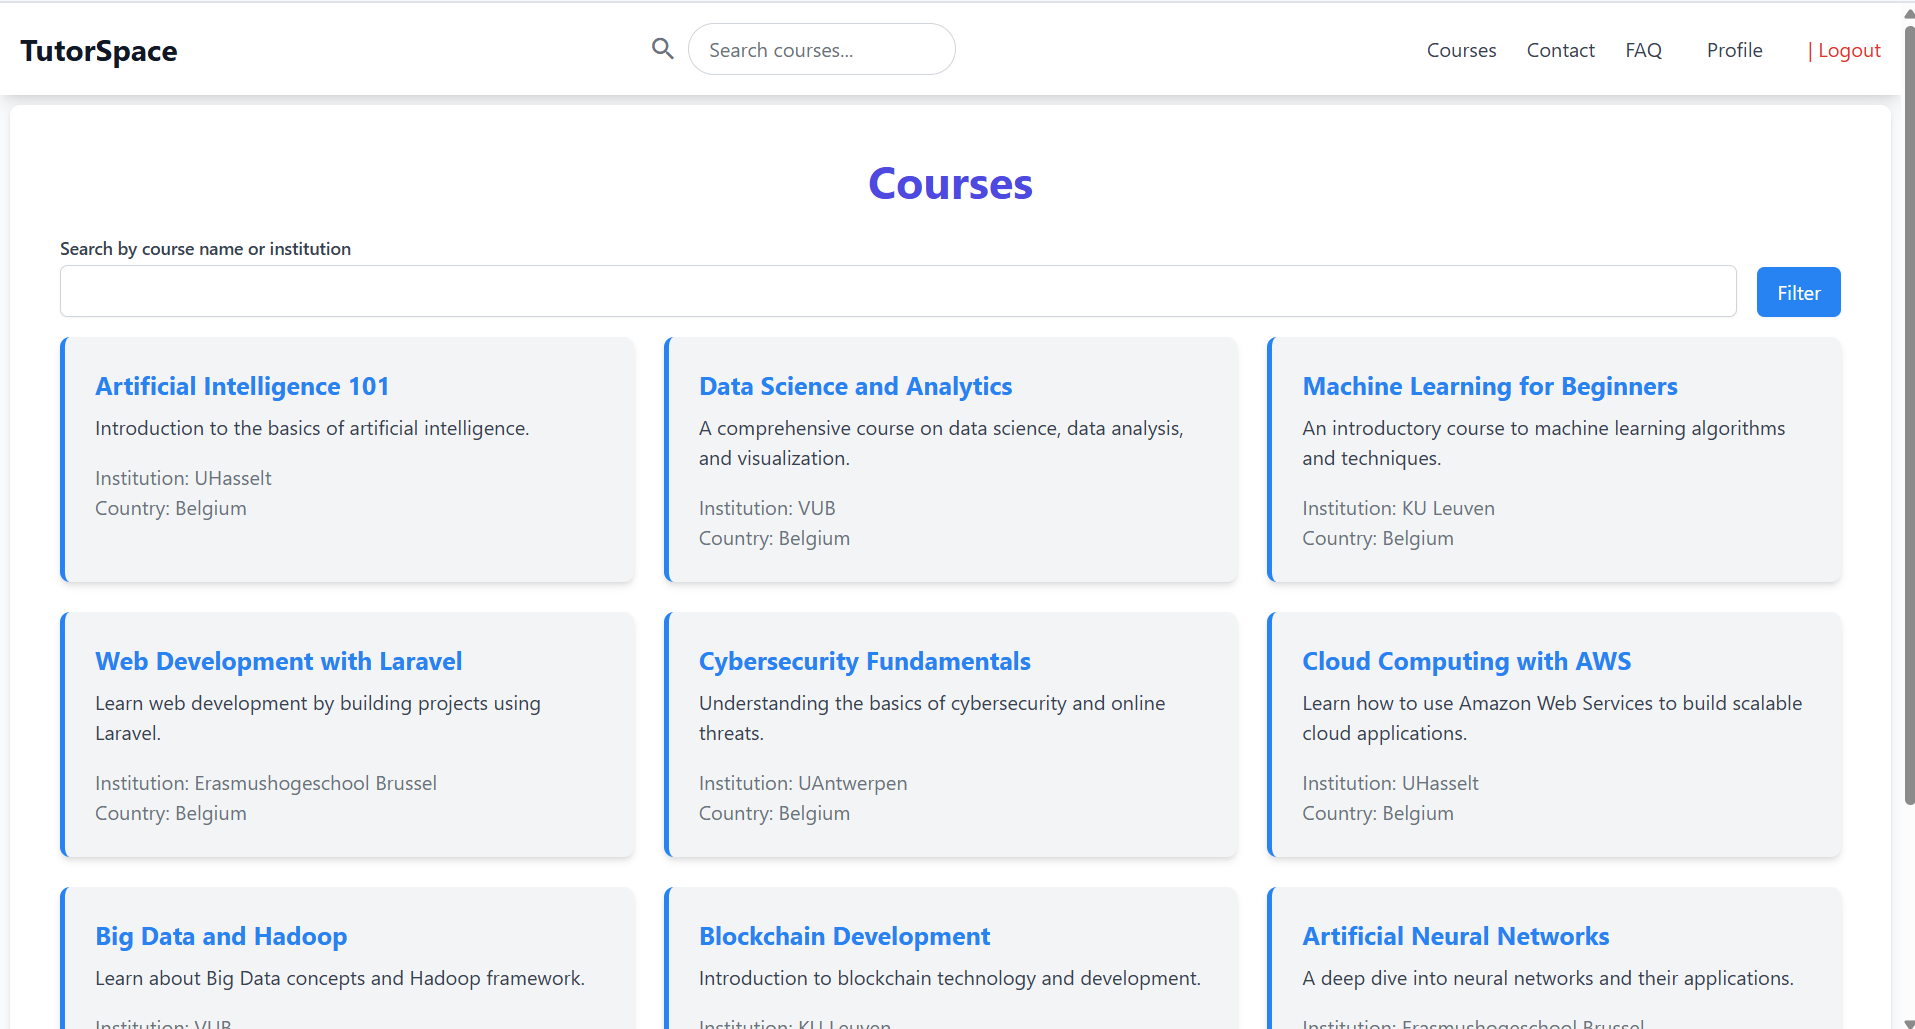 TutorSpace
Search courses...
Courses
Contact
FAQ
Profile
| Logout
Courses
Search by course name or institution
Filter
Artificial Intelligence 101
Introduction to the basics of artificial intelligence.
Institution: UHasselt
Country: Belgium
Data Science and Analytics
A comprehensive course on data science, data analysis,
and visualization.
Institution: VUB
Country: Belgium
Machine Learning for Beginners
An introductory course to machine learning algorithms
and techniques.
Institution: KU Leuven
Country: Belgium
Web Development with Laravel
Learn web development by building projects using
Laravel.
Institution: Erasmushogeschool Brussel
Country: Belgium
Cybersecurity Fundamentals
Understanding the basics of cybersecurity and online
threats.
Institution: UAntwerpen
Country: Belgium
Cloud Computing with AWS
Learn how to use Amazon Web Services to build scalable
cloud applications.
Institution: UHasselt
Country: Belgium
Big Data and Hadoop
Learn about Big Data concepts and Hadoop framework.
Institution: VUB
Blockchain Development
Introduction to blockchain technology and development.
Institution: KU Leuven
Artificial Neural Networks
A deep dive into neural networks and their applications.
Institution: Erasmushogeschool Brussel